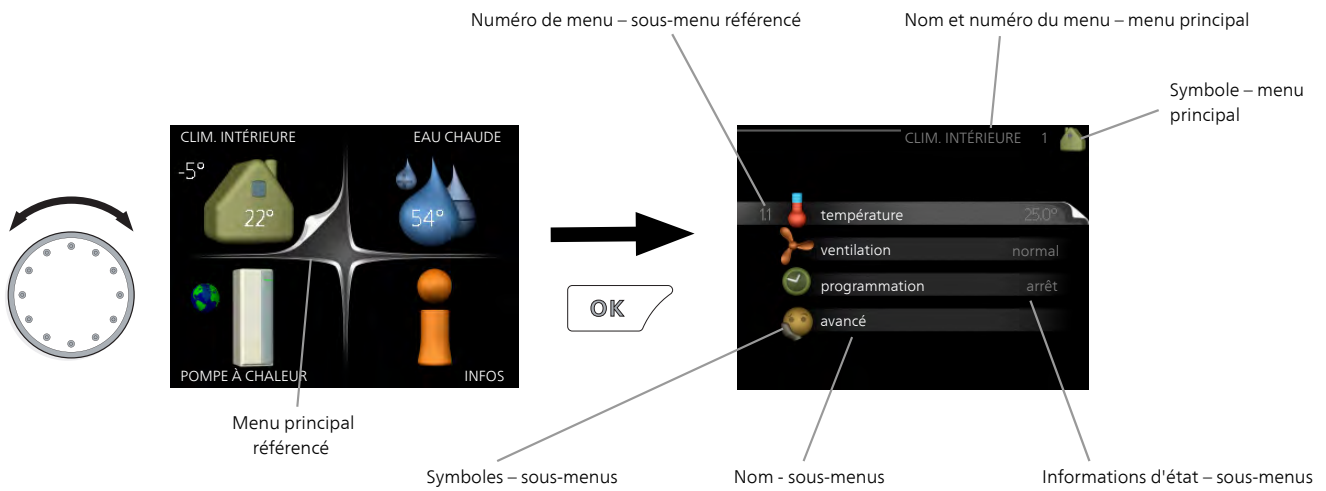 Numéro de menu – sous-menu référencé
Nom et numéro du menu – menu principal
Symbole – menu
principal
CLIM. INTÉRIEURE
EAU CHAUDE
-5°
22°
54°
POMPE À CHALEUR
INFOS
Menu principal
référencé
OK
CLIM. INTÉRIEURE 1
1.1 température 25.0°
ventilation normal
programmation arrêt
avancé
Symboles – sous-menus
Nom - sous-menus
Informations d'état – sous-menus